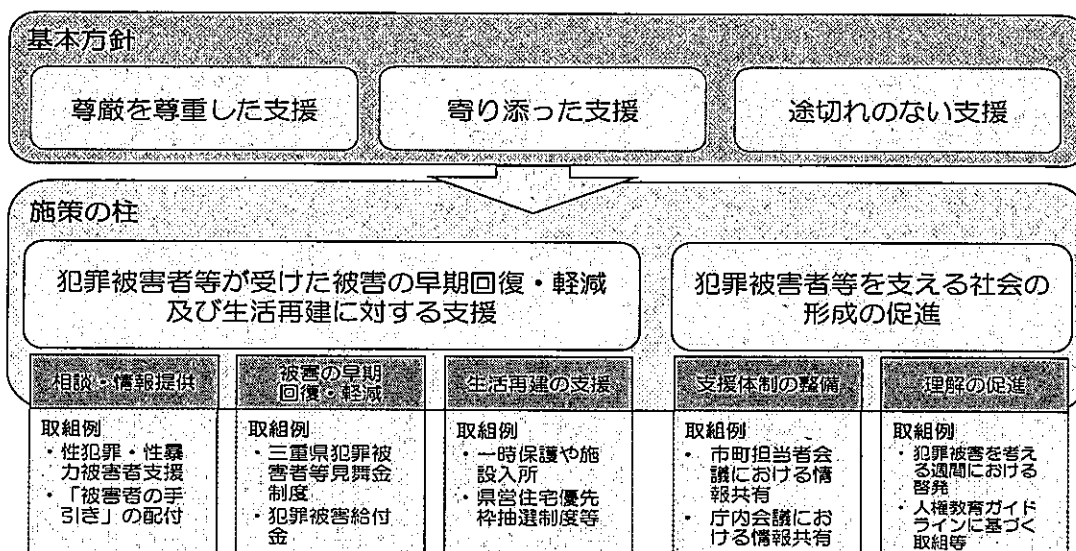 基本方針
尊厳を尊重した支援
寄り添った支援
途切れのない支援
施策の柱
犯罪被害者等が受けた被害の早期回復・軽減
及び生活再建に対する支援
犯罪被害者等を支える社会の
形成の促進
相談・情報提供
取組例
・性犯罪・性暴
力被害者支援
・「被害者の手
引き」の配付
被害の早期
回復・軽減
取組例
・三重県犯罪被
害者等見舞金
制度
・犯罪被害給付
金
生活再建の支援
取組例
・一時保護や施
設入所
・県営住宅優先
枠抽選制度等
支援体制の整備
取組例
・市町担当者会
議における情
報共有
・庁内会議にお
ける情報共有
理解の促進
取組例
・犯罪被害を考え
る週間における
啓発
・人権教育ガイド
ラインに基づく
取組等